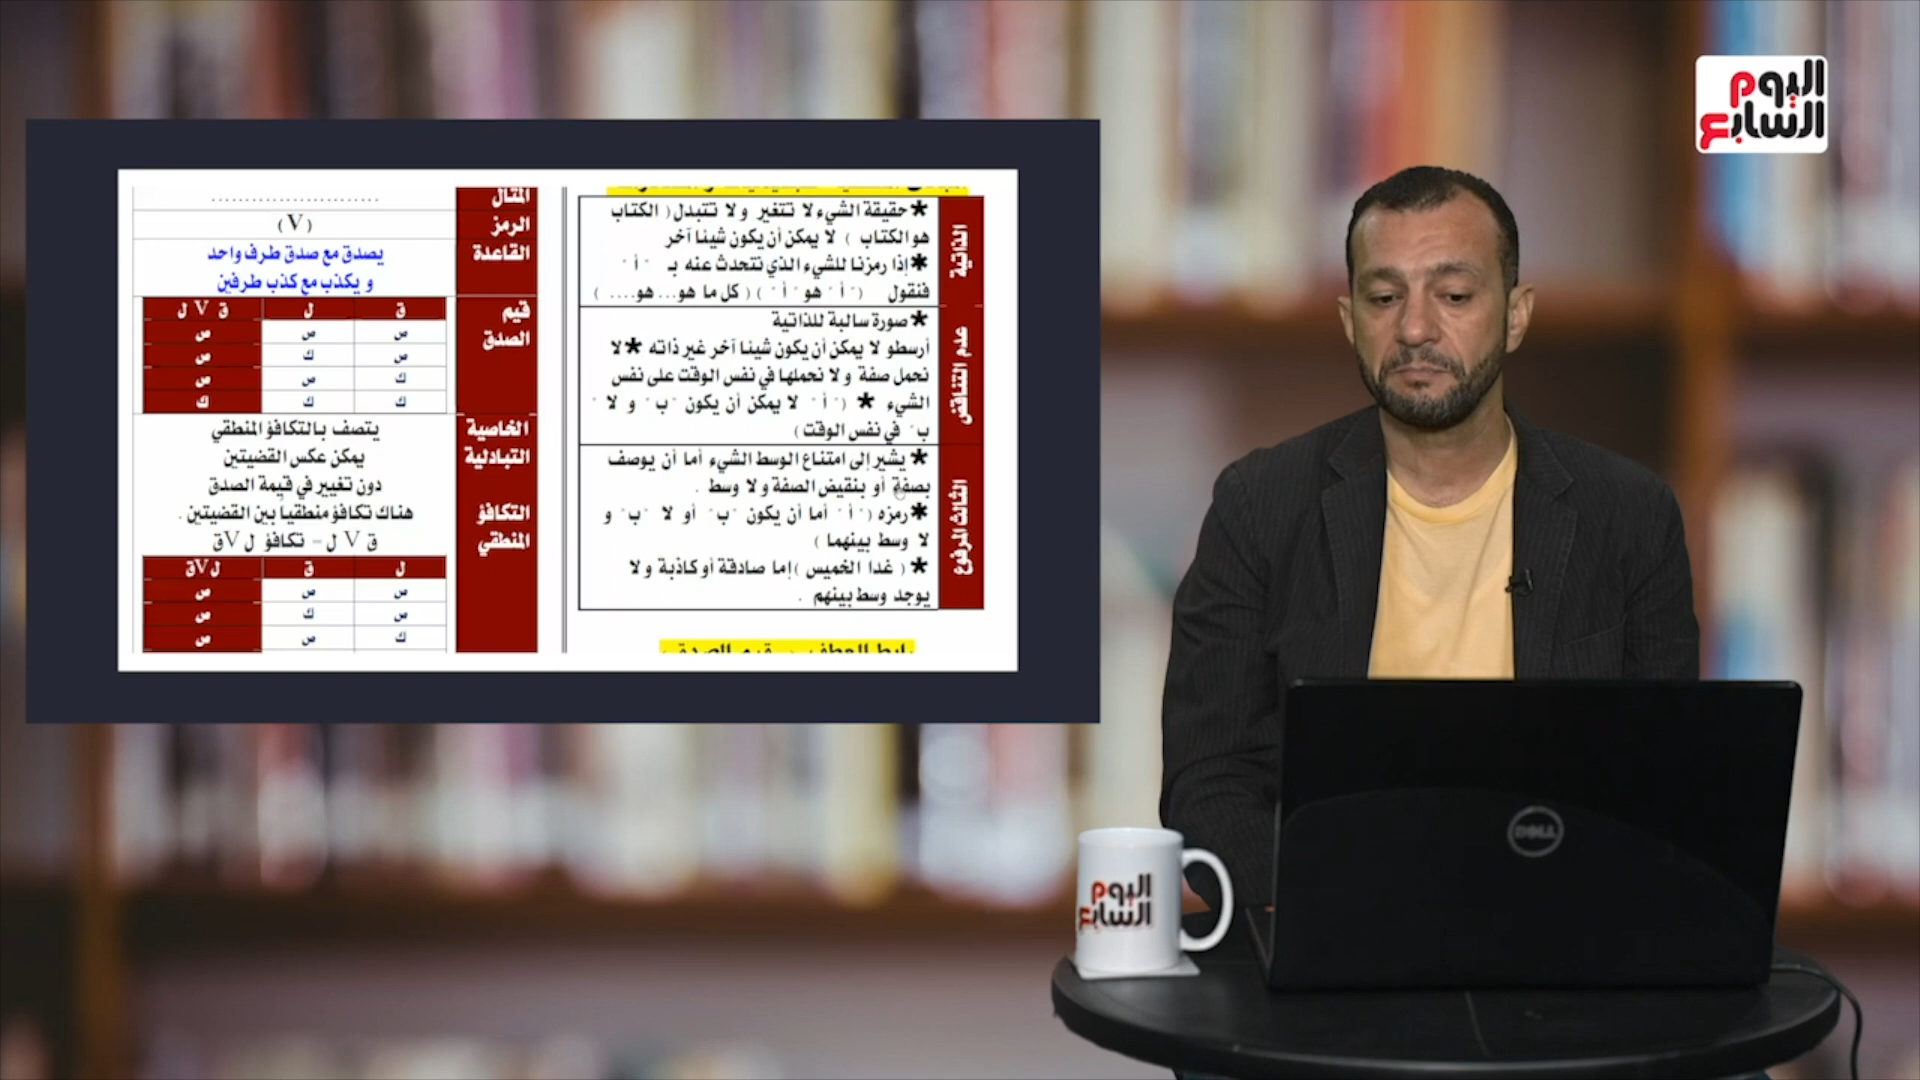 اليوم
السابع
الذاتية
★حقيقة الشيء لا تتغير ولا تتبدل( الكتاب
هو الكتاب ) لا يمكن أن يكون شيئا آخر
★إذا رمزنا للشيء الذي نتحدث عنه بـ "أ"
فنقول ("أ" هو "أ")( كل ما هو...هو....)
عدم التناقض
★صورة سالبة للذاتية
أرسطو لا يمكن أن يكون شيئا آخر غير ذاته ★لا
نحمل صفة ولا نحملها في نفس الوقت على نفس
الشيء ★ ("أ" لا يمكن أن يكون "ب" و لا "
ب" في نفس الوقت)
الثالث المرفوع
★ يشير إلى امتناع الوسط الشيء أما أن يوصف
بصفة أو بنقيض الصفة ولا وسط .
★رمزه ("أ" أما أن يكون "ب" أو لا "ب" و
لا وسط بينهما )
★ ( غدا الخميس )إما صادقة أو كاذبة ولا
يوجد وسط بينهم .
المثال ........................
الرمز (V)
القاعدة يصدق مع صدق طرف واحد
و يكذب مع كذب طرفين
قيم الصدق
ق ل ق V ل
ص ص ص
ص ك ص
ك ص ص
ك ك ك
الخاصية التبادلية
يتصف بالتكافؤ المنطقي
يمكن عكس القضيتين
دون تغيير في قيمة الصدق
التكافؤ المنطقي
هناك تكافؤ منطقيا بين القضيتين .
ق V ل = تكافؤ ل V ق
ل ق ل V ق
ص ص ص
ص ك ص
ك ص ص
DELL
اليوم
السابع